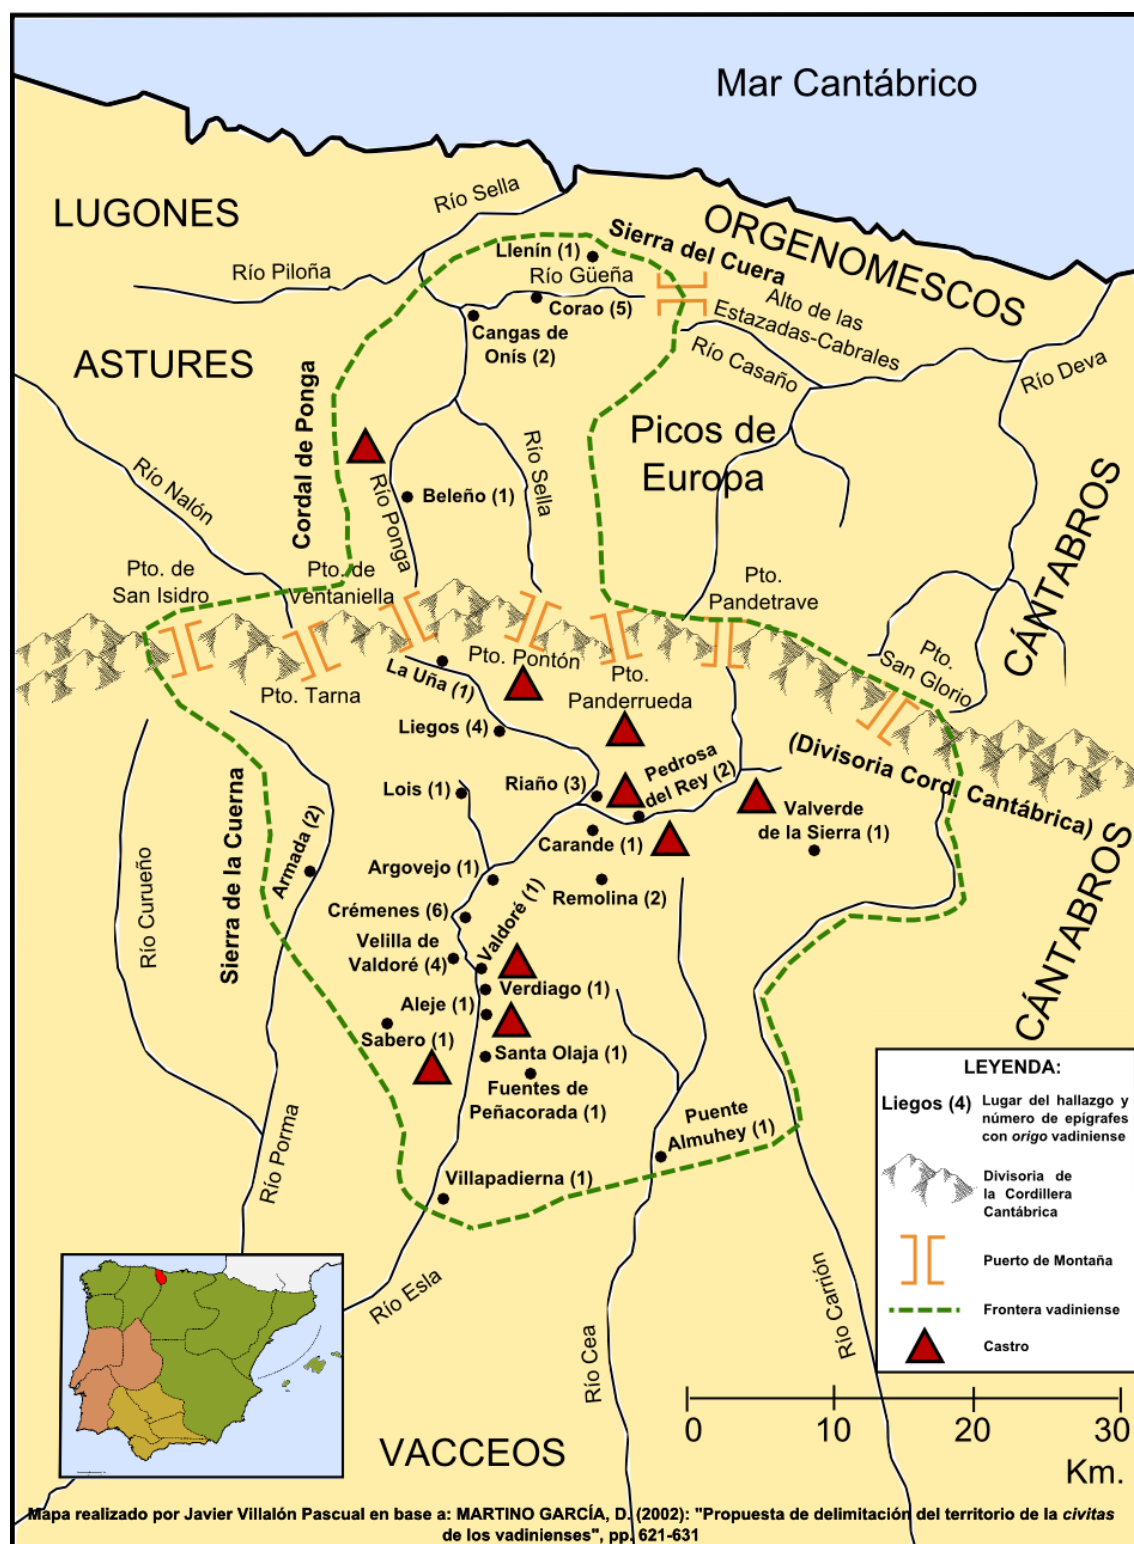 Mar Cantábrico
LUGONES
Río Sella
ORGENOMESCOS
Sierra del Cuera
Llenín (1)
Río Piloña
Río Güeña
Corao (5)
Alto de las
Estazadas-Cabrales
Cangas de
Onís (2)
ASTURES
Río Casaño
Río Deva
Cordal de Ponga
Picos de
Europa
Río Nalón
Río Ponga
Beleño (1)
Río Sella
CÁNTABROS
Pto. de
San Isidro
Pto. de
Ventaniella
Pto.
Pandetrave
Pto. Tarna
La Uña (1)
Pto. Pontón
Pto.
Panderrueda
Pto.
San Glorio
Liegos (4)
(Divisoria Cord. Cantábrica)
Lois (1)
Riaño (3)
Pedrosa
del Rey (2)
Valverde
de la Sierra (1)
Carande (1)
Sierra de la Cuerna
Armada (2)
Argovejo (1)
Remolina (2)
Río Curueño
Crémenes (6)
Valdoré (1)
Velilla de
Valdoré (4)
Verdiago (1)
CÁNTABROS
Aleje (1)
Sabero (1)
Santa Olaja (1)
Fuentes de
Peñacorada (1)
Puente
Almuhey (1)
Río Porma
Villapadierna (1)
Río Esla
Río Cea
Río Carrión
VACCEOS
LEYENDA:
Liegos (4)
Lugar del hallazgo y
número de epígrafes
con origo vadiniense
Divisoria de
la Cordillera
Cantábrica
Puerto de Montaña
Frontera vadiniense
Castro
0 10 20 30
Km.
Mapa realizado por Javier Villalón Pascual en base a: MARTINO GARCÍA, D. (2002): "Propuesta de delimitación del territorio de la civitas
de los vadinienses", pp. 621-631